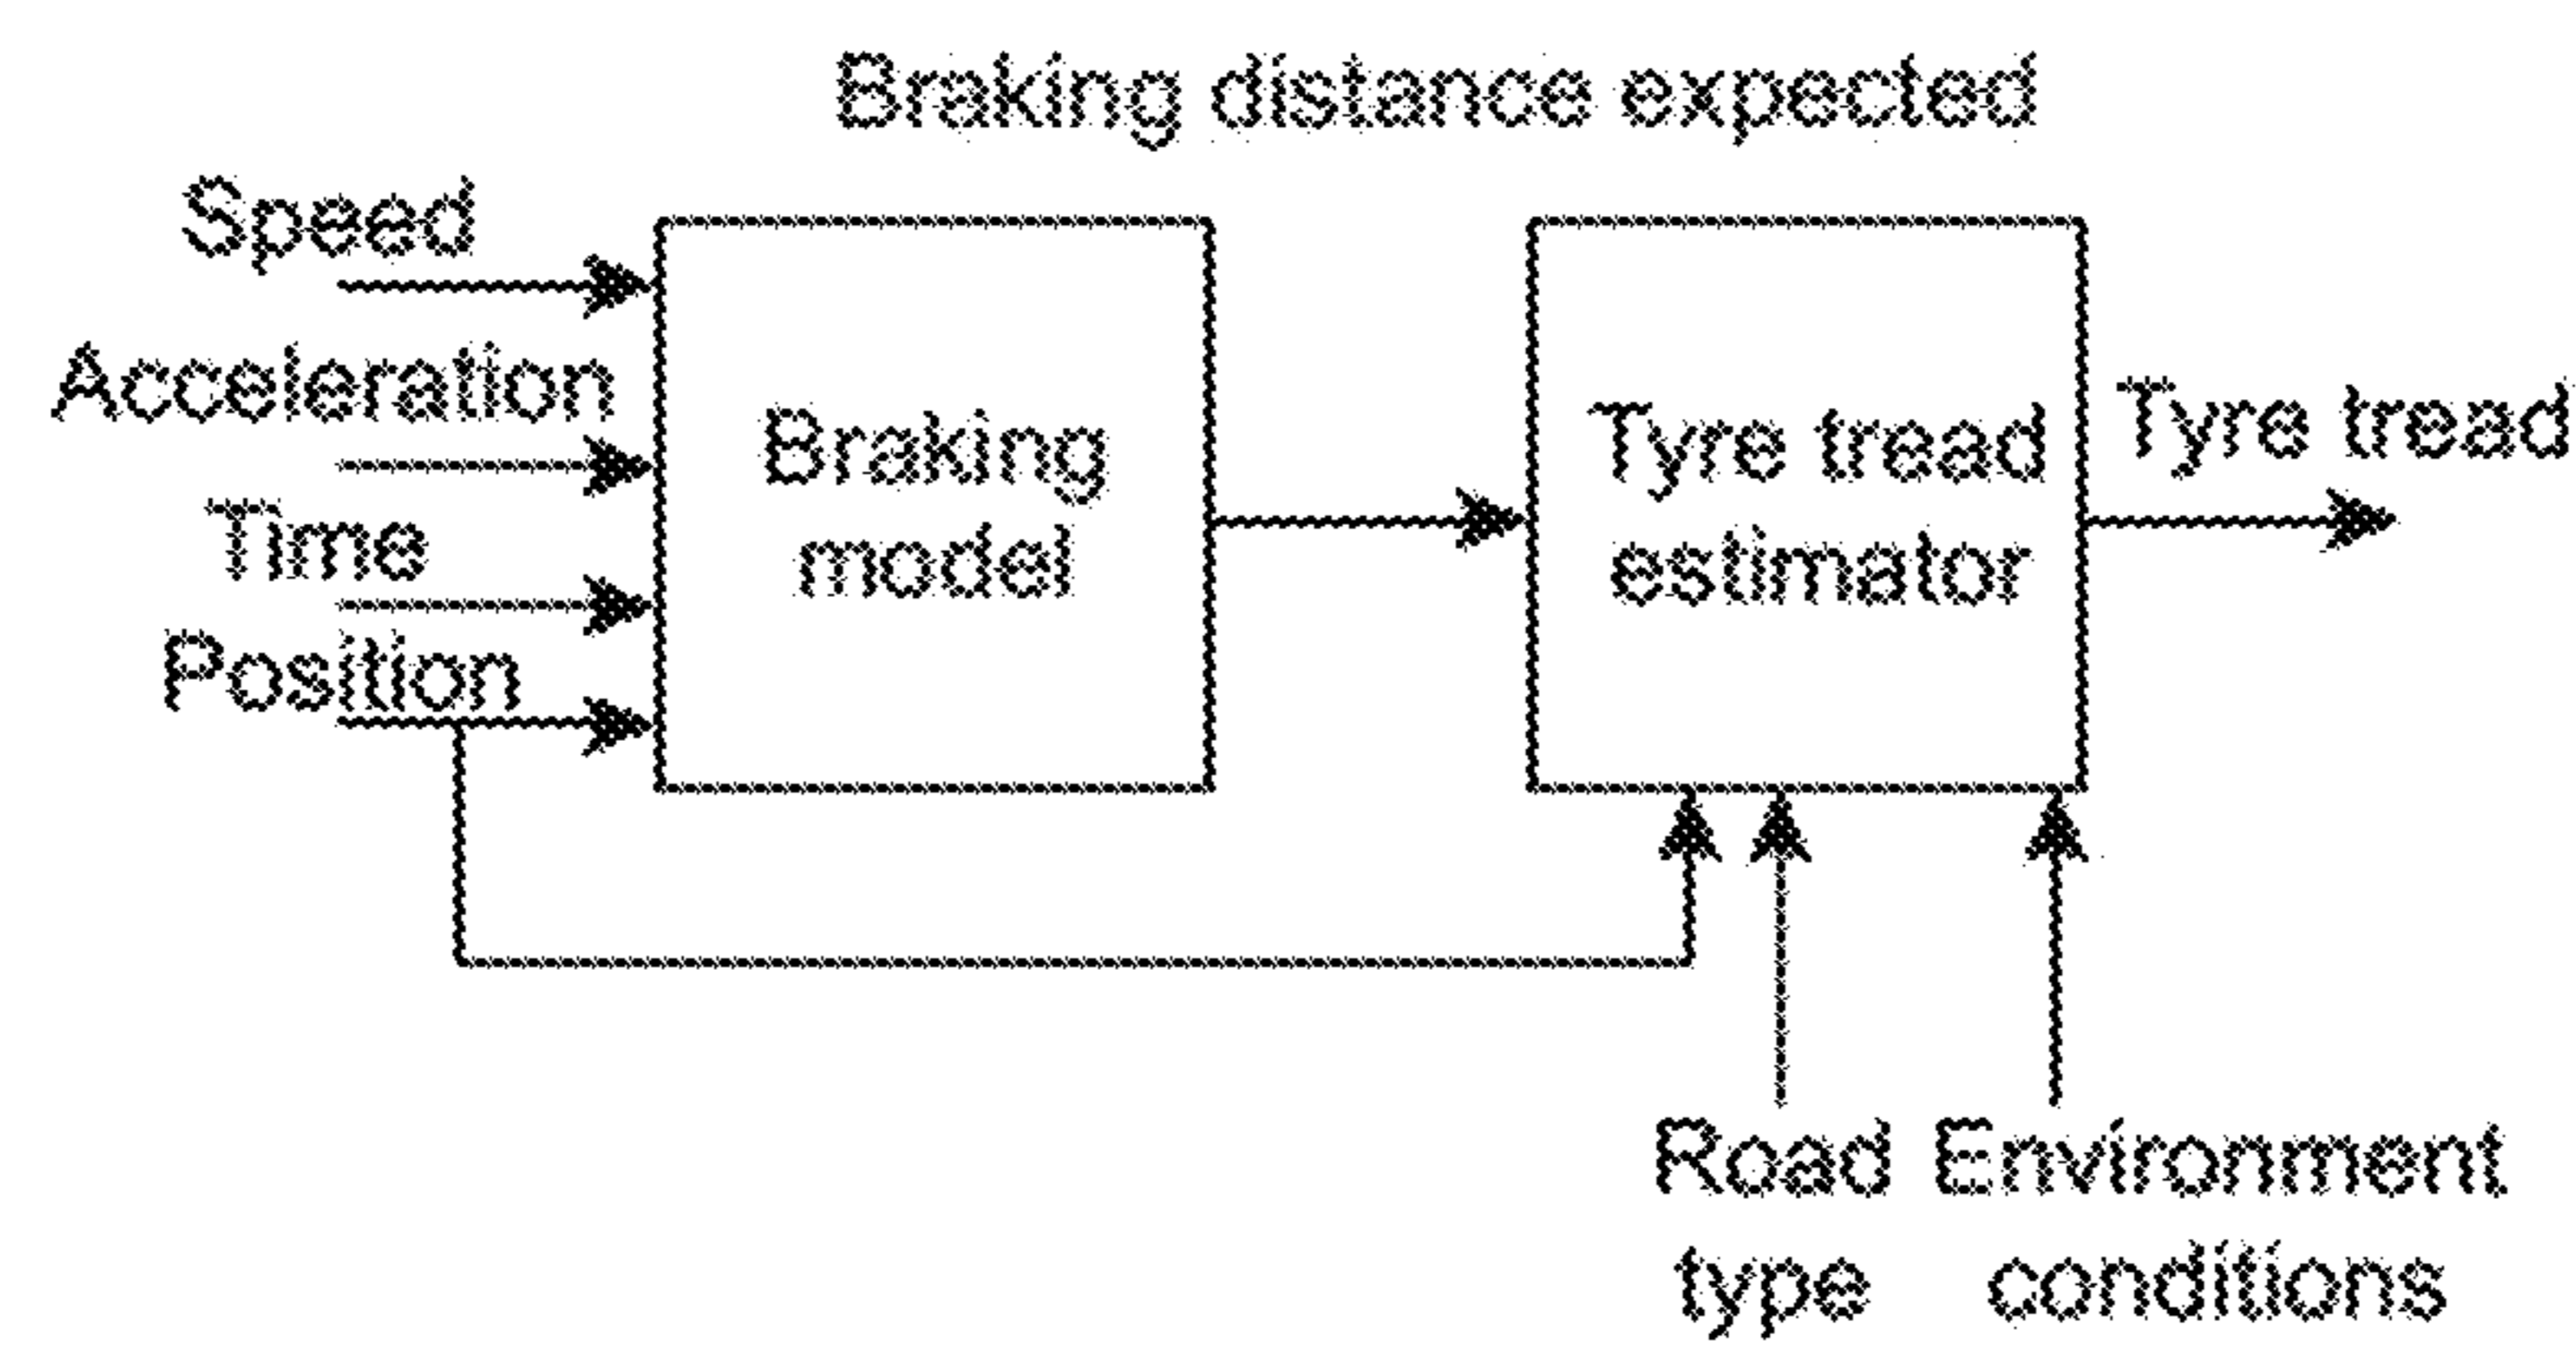 Braking distance expected
Speed
Acceleration
Time
Position
Braking
model
Tyre tread
estimator
Tyre tread
Road
type
Environment
conditions